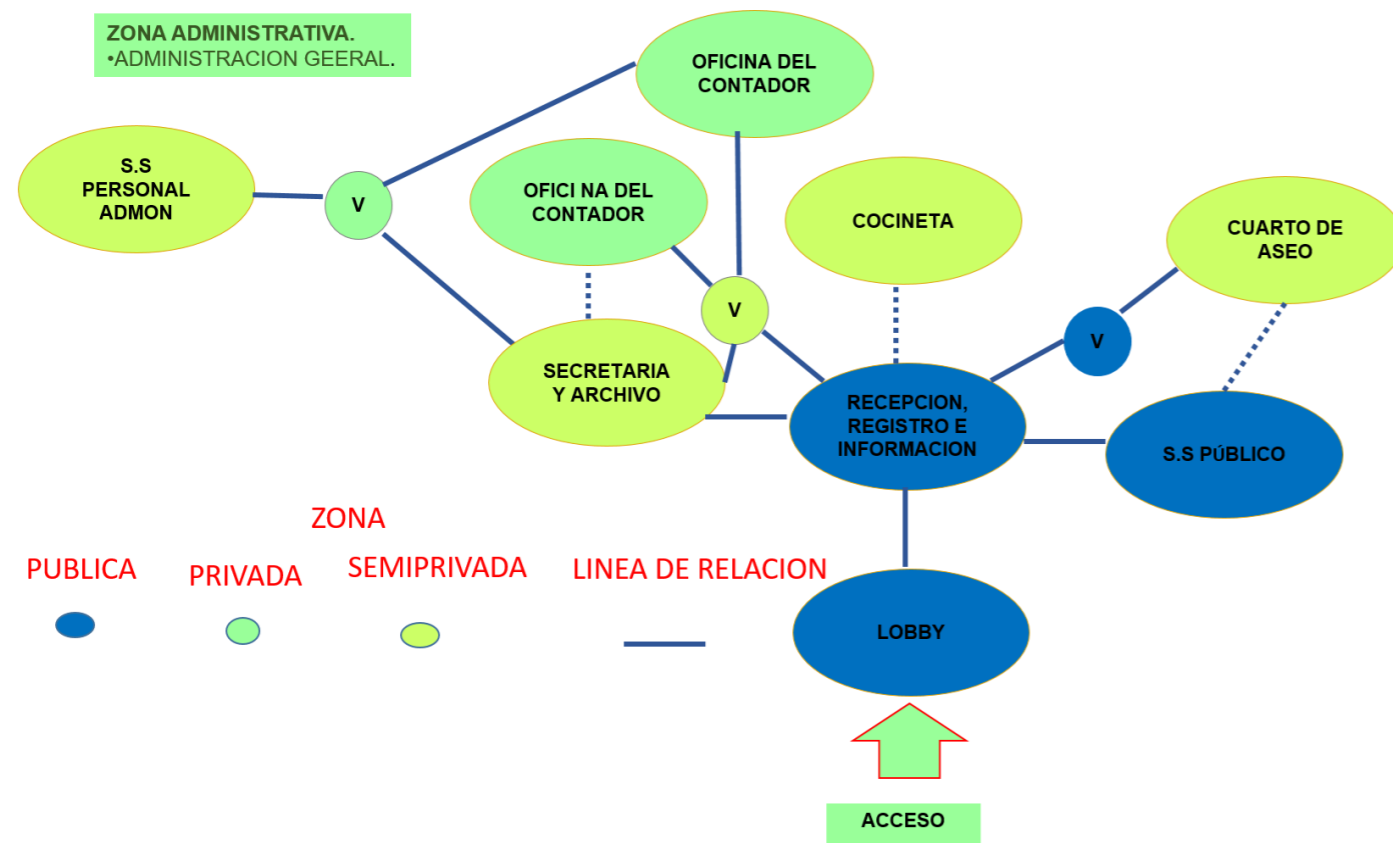 ZONA ADMINISTRATIVA.
•ADMINISTRACION GEERAL.
OFICINA DEL
CONTADOR
S.S
PERSONAL
ADMON
V
OFICI NA DEL
CONTADOR
COCINETA
CUARTO DE
ASEO
V
V
SECRETARIA
Y ARCHIVO
RECEPCION,
REGISTRO E
INFORMACION
S.S PÚBLICO
ZONA
PUBLICA
PRIVADA
SEMIPRIVADA
LINEA DE RELACION
LOBBY
ACCESO